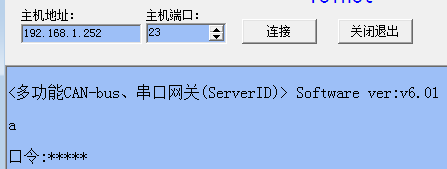 主机地址:
主机端口:
192.168.1.252
23
连接
关闭退出
<多功能CAN-bus、串口网关(ServerID)> Software ver:v6.01
a
口令:*****